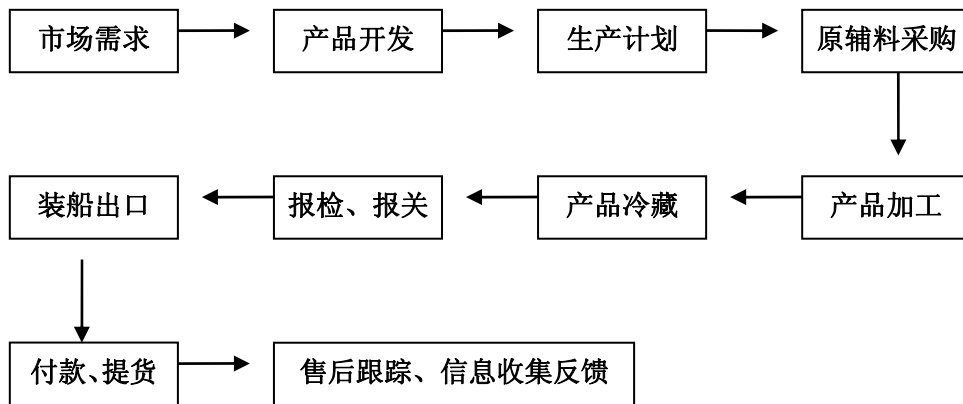 市场需求
产品开发
生产计划
原辅料采购
装船出口
报检、报关
产品冷藏
产品加工
付款、提货
售后跟踪、信息收集反馈